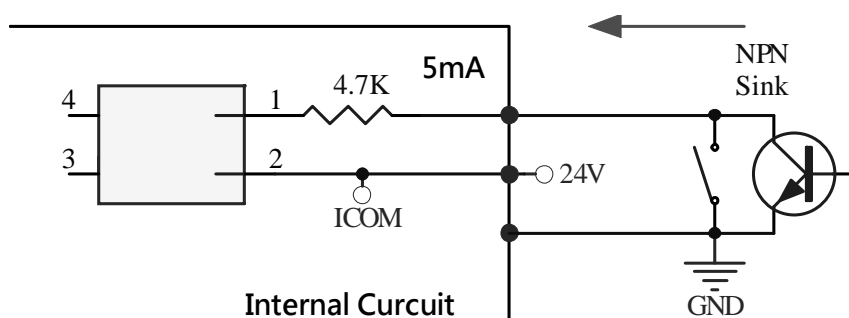 NPN
Sink
5mA
4.7K
4
1
3
2
24V
ICOM
Internal Curcuit
GND